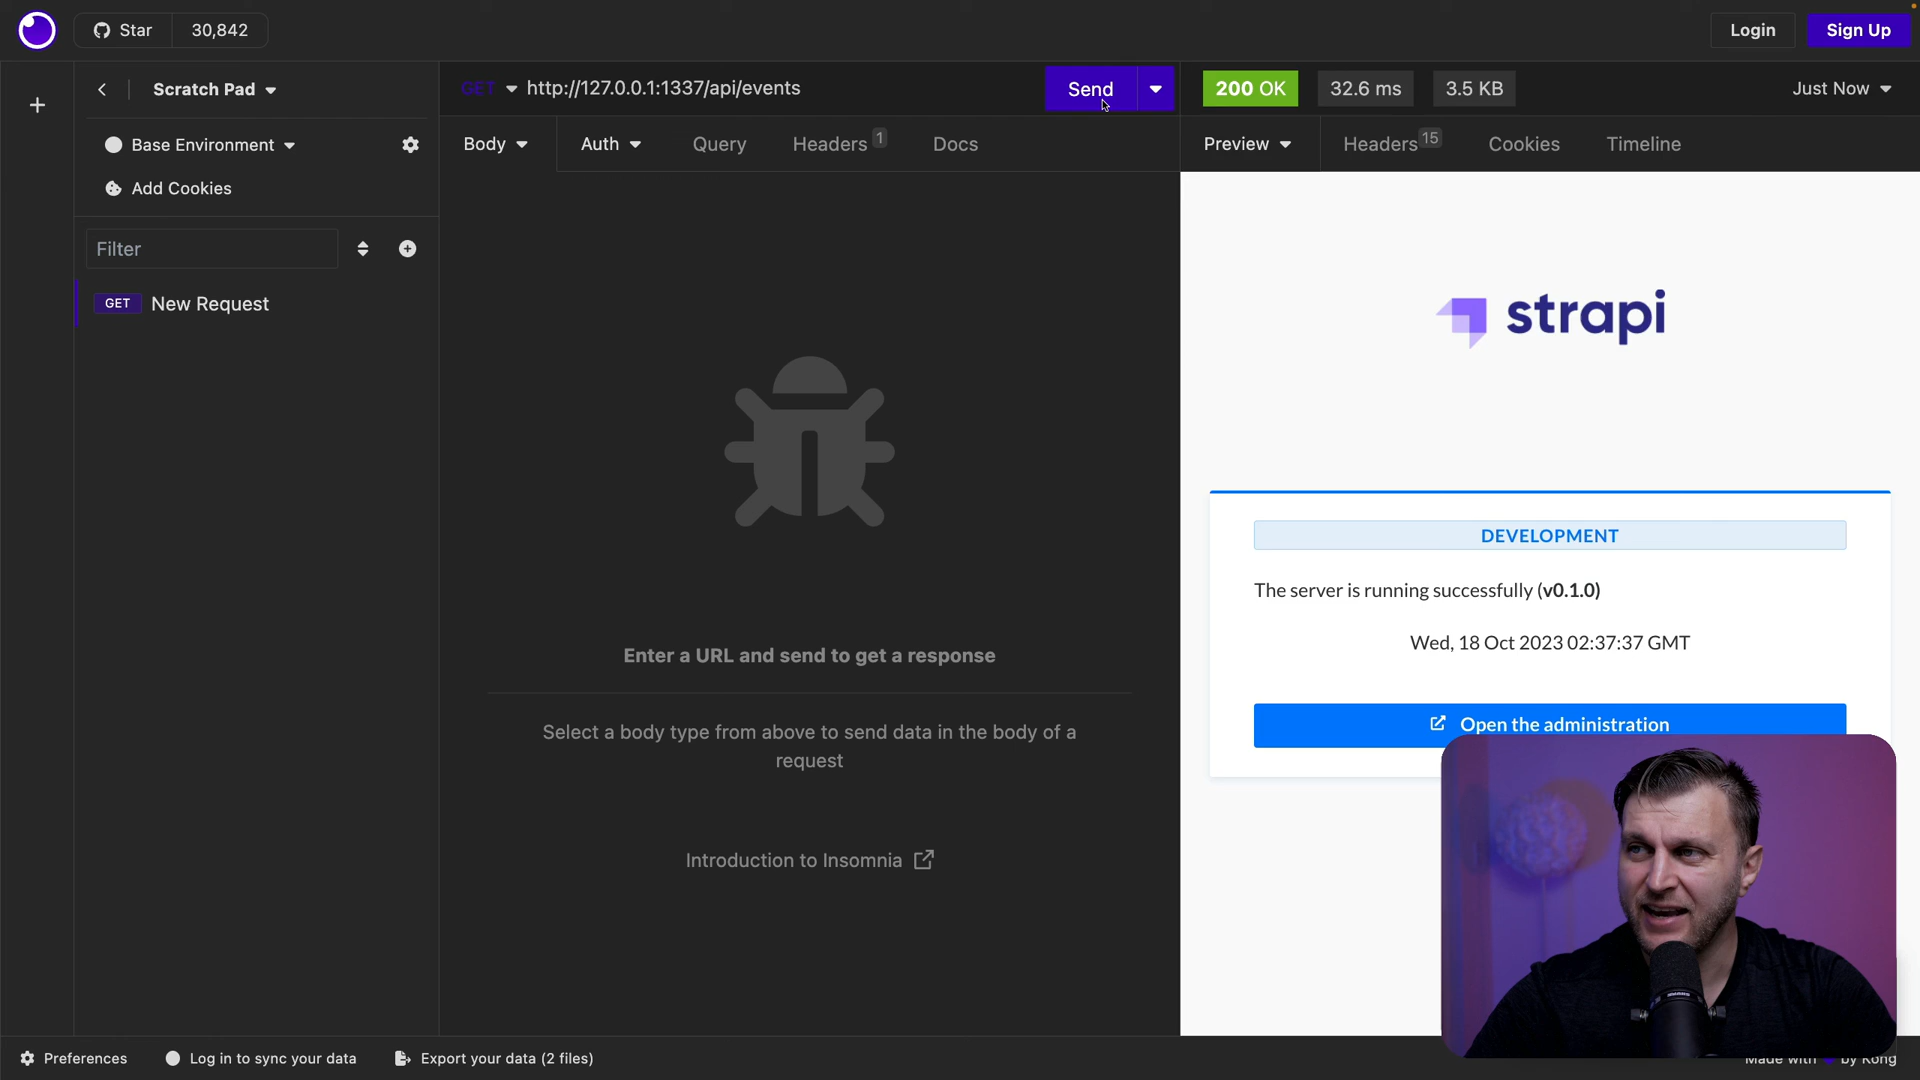 Star 30,842
Login
Sign Up
Scratch Pad
GET http://127.0.0.1:1337/api/events
Send
200 OK
32.6 ms
3.5 KB
Just Now
Base Environment
Body
Auth
Query
Headers 1
Docs
Preview
Headers 15
Cookies
Timeline
Add Cookies
Filter
GET New Request
strapi
DEVELOPMENT
The server is running successfully (v0.1.0)
Wed, 18 Oct 2023 02:37:37 GMT
Open the administration
Enter a URL and send to get a response
Select a body type from above to send data in the body of a
request
Introduction to Insomnia
Preferences
Log in to sync your data
Export your data (2 files)
Made with by Kong